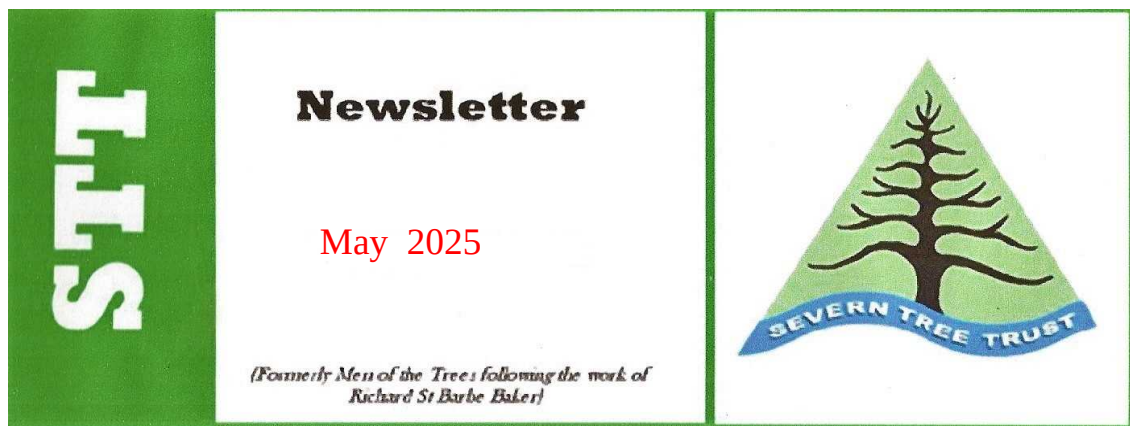 STT
Newsletter
May 2025
(Formerly Men of the Trees following the work of
Richard St Barbe Baker)
SEVERN TREE TRUST